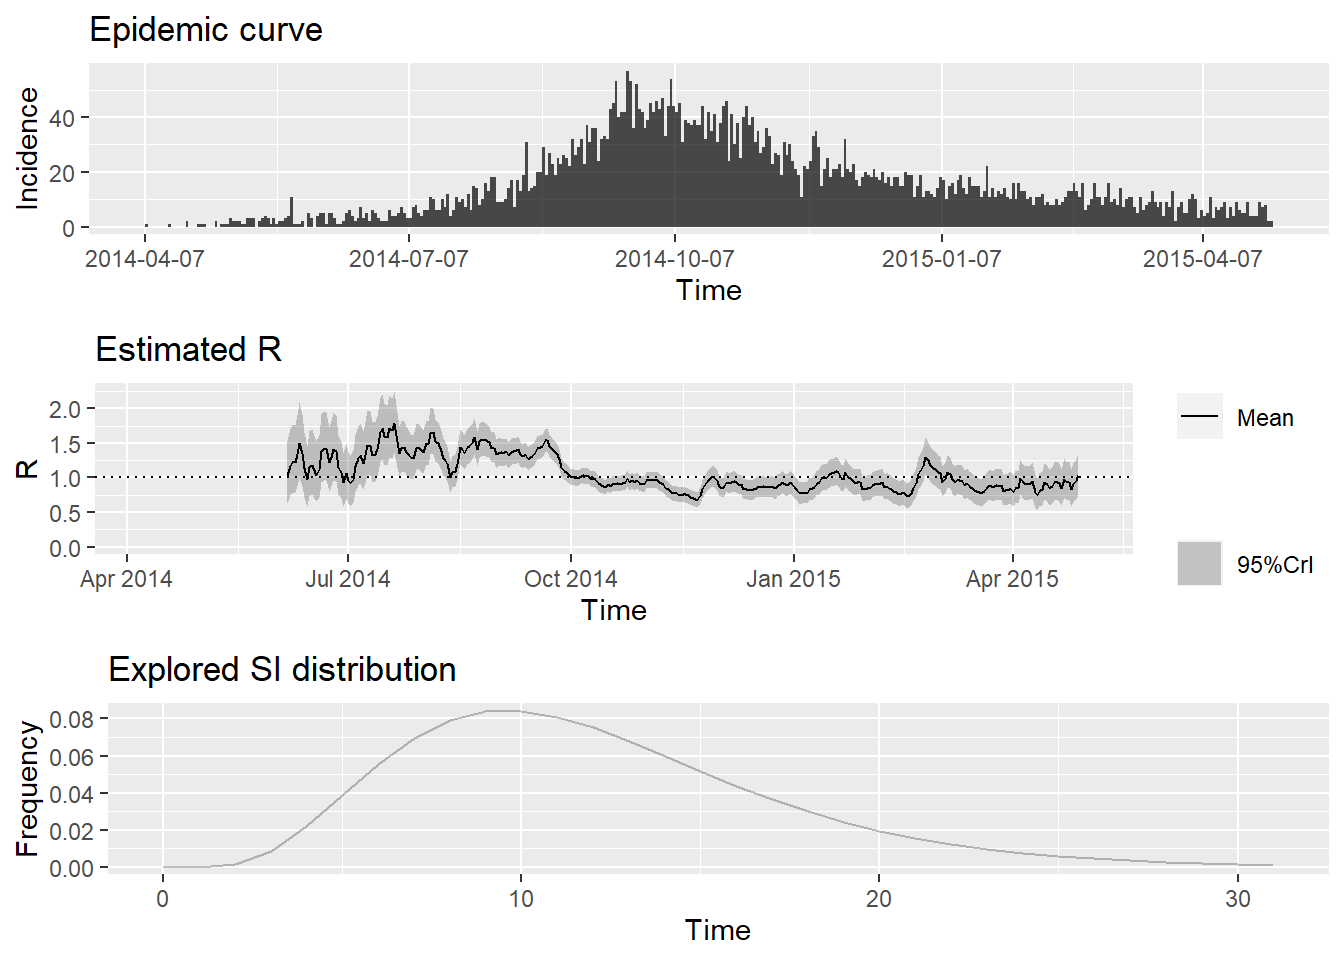 Epidemic curve
Incidence
40
20
0
2014-04-07 2014-07-07 2014-10-07 2015-01-07 2015-04-07
Time
Estimated R
R
2.0
1.5
1.0
0.5
0.0
Apr 2014 Jul 2014 Oct 2014 Jan 2015 Apr 2015
Time
Mean
95%CrI
Explored SI distribution
Frequency
0.08
0.06
0.04
0.02
0.00
0 10 20 30
Time